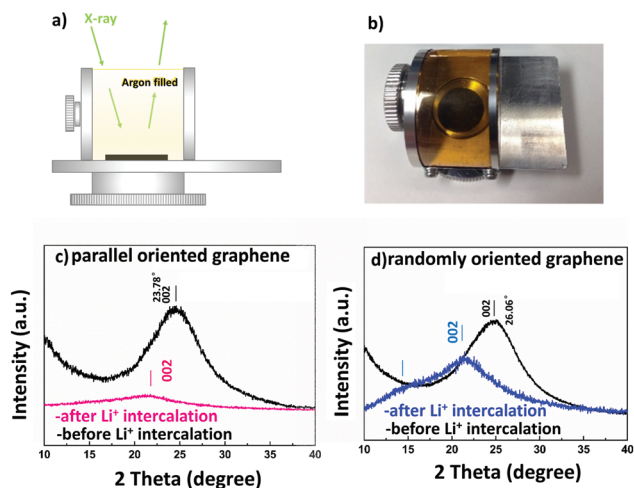 a)
X-ray
Argon filled
b)
c) parallel oriented graphene
23.78°
002
002
-after Li⁺ intercalation
-before Li⁺ intercalation
Intensity (a.u.)
10 15 20 25 30 35 40
2 Theta (degree)
d)randomly oriented graphene
002
002
26.06°
-after Li⁺ intercalation
-before Li⁺ intercalation
Intensity (a.u.)
10 15 20 25 30 35 40
2 Theta (degree)